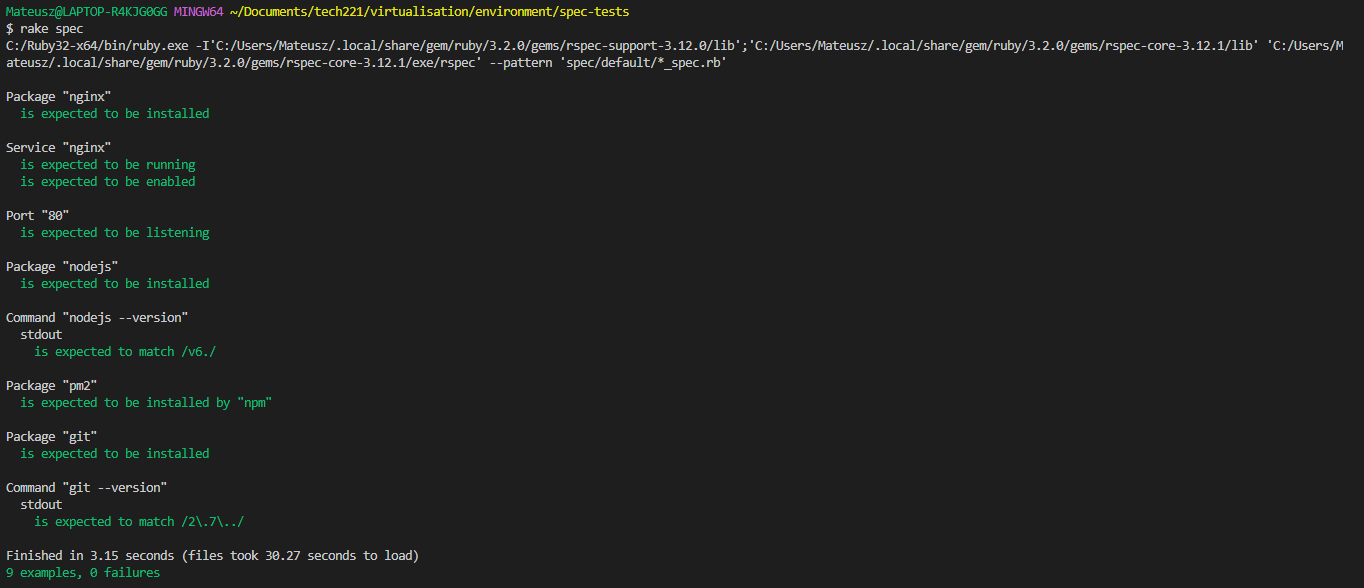 Mateusz@LAPTOP-R4KJG0GG MINGW64 ~/Documents/tech221/virtualisation/environment/spec-tests
$ rake spec
C:/Ruby32-x64/bin/ruby.exe -I'C:/Users/Mateusz/.local/share/gem/ruby/3.2.0/gems/rspec-support-3.12.0/lib';'C:/Users/Mateusz/.local/share/gem/ruby/3.2.0/gems/rspec-core-3.12.1/lib' 'C:/Users/M
ateusz/.local/share/gem/ruby/3.2.0/gems/rspec-core-3.12.1/exe/rspec' --pattern 'spec/default/*_spec.rb'
Package "nginx"
is expected to be installed
Service "nginx"
is expected to be running
is expected to be enabled
Port "80"
is expected to be listening
Package "nodejs"
is expected to be installed
Command "nodejs --version"
stdout
is expected to match /v6./
Package "pm2"
is expected to be installed by "npm"
Package "git"
is expected to be installed
Command "git --version"
stdout
is expected to match /2\.7\../
Finished in 3.15 seconds (files took 30.27 seconds to load)
9 examples, 0 failures